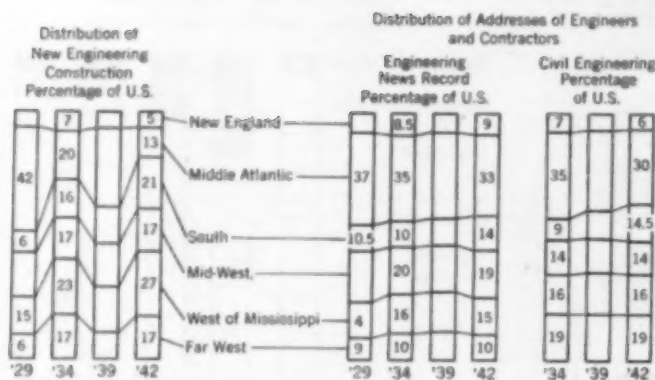 Distribution of
New Engineering
Construction
Percentage of U.S.
Distribution of Addresses of Engineers
and Contractors
Engineering
News Record
Percentage of U.S.
Civil Engineering
Percentage
of U.S.
7 5 New England 8.5 9 7 6
42 20 13 Middle Atlantic 37 35 33 35 30
6 16 21 South 10.5 10 14 9 14.5
17 17 Mid-West, 20 19 14 14
15 23 27 West of Mississippi 4 16 15 16 16
6 17 17 Far West 9 10 10 19 19
'29 '34 '39 '42 '29 '34 '39 '42 '34 '39 '42